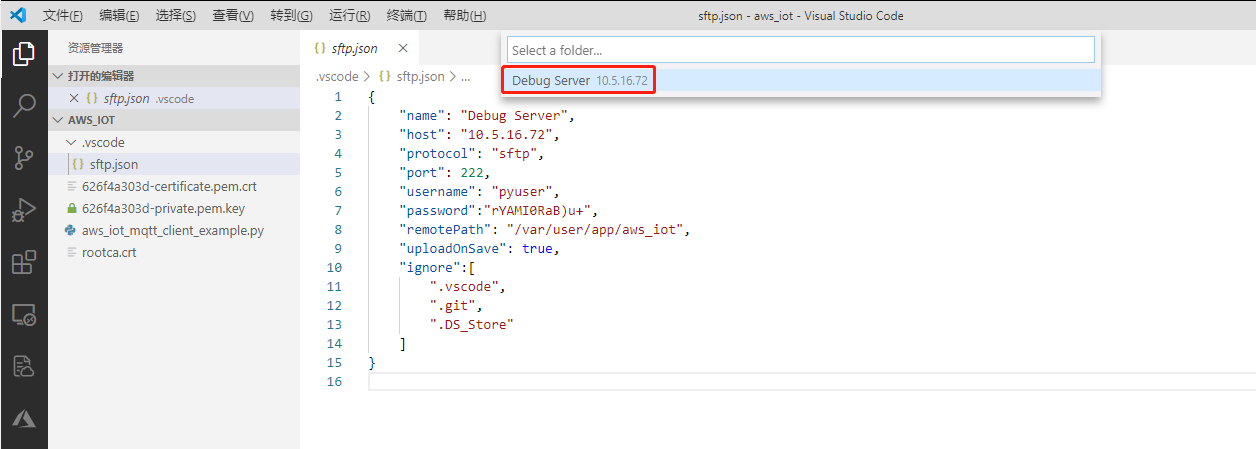 文件(F) 编辑(E) 选择(S) 查看(V) 转到(G) 运行(R) 终端(T) 帮助(H) sftp.json - aws_iot - Visual Studio Code
资源管理器
打开的编辑器
{} sftp.json .vscode
AWS_IOT
.vscode
{} sftp.json
626f4a303d-certificate.pem.crt
626f4a303d-private.pem.key
aws_iot_mqtt_client_example.py
rootca.crt
{} sftp.json
Select a folder...
Debug Server 10.5.16.72
.vscode > {} sftp.json > ...
1 {
2 "name": "Debug Server",
3 "host": "10.5.16.72",
4 "protocol": "sftp",
5 "port": 222,
6 "username": "pyuser",
7 "password":"rYAMI0RaB)u+",
8 "remotePath": "/var/user/app/aws_iot",
9 "uploadOnSave": true,
10 "ignore":[
11 ".vscode",
12 ".git",
13 ".DS_Store"
14 ]
15 }
16